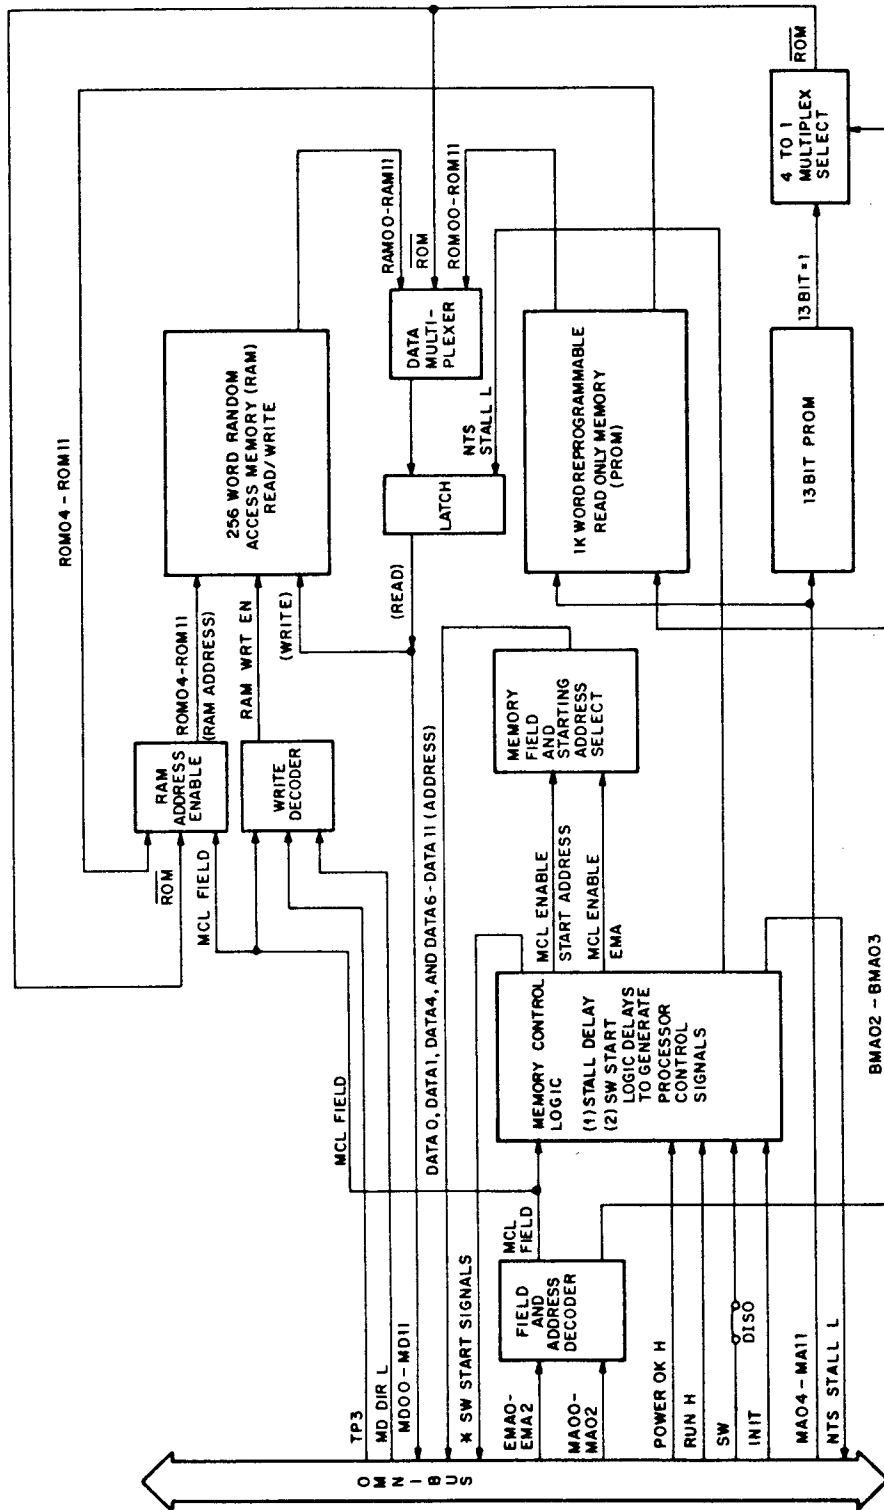 OMNIBUS
TP3
MD DIR L
MD00-MD11
DATA 0, DATA1, DATA4, AND DATA6-DATA11 (ADDRESS)
* SW START SIGNALS
EMA0-
EMA2
MA00-
MA02
POWER OK H
RUN H
SW
DISO
INIT
MA04-MA11
NTS STALL L
FIELD
AND
ADDRESS
DECODER
MCL
FIELD
MCL FIELD
MEMORY CONTROL
LOGIC
(1) STALL DELAY
(2) SW START
LOGIC DELAYS
TO GENERATE
PROCESSOR
CONTROL
SIGNALS
BMA02 - BMA03
MCL ENABLE
START ADDRESS
MCL ENABLE
EMA
MEMORY
FIELD
AND
STARTING
ADDRESS
SELECT
ROM
MCL FIELD
RAM
ADDRESS
ENABLE
WRITE
DECODER
ROM04-ROM11
(RAM ADDRESS)
RAM WRT EN
(WRITE)
(READ)
ROM04 - ROM11
256 WORD RANDOM
ACCESS MEMORY (RAM)
READ/WRITE
LATCH
NTS
STALL L
DATA
MULTI-
PLEXER
RAM00-RAM11
ROM
ROM00-ROM11
1K WORD REPROGRAMMABLE
READ ONLY MEMORY
(PROM)
13BIT PROM
13BIT=1
4 TO 1
MULTIPLEX
SELECT
ROM